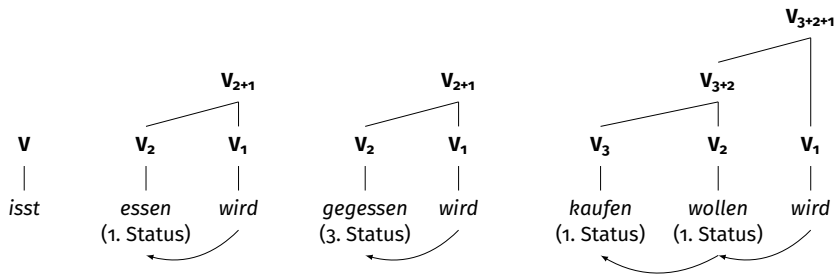 V₃₊₂₊₁
V₂₊₁ V₂₊₁ V₃₊₂
V V₂ V₁ V₂ V₁ V₃ V₂ V₁
isst essen wird gegessen wird kaufen wollen wird
(1. Status) (3. Status) (1. Status) (1. Status)